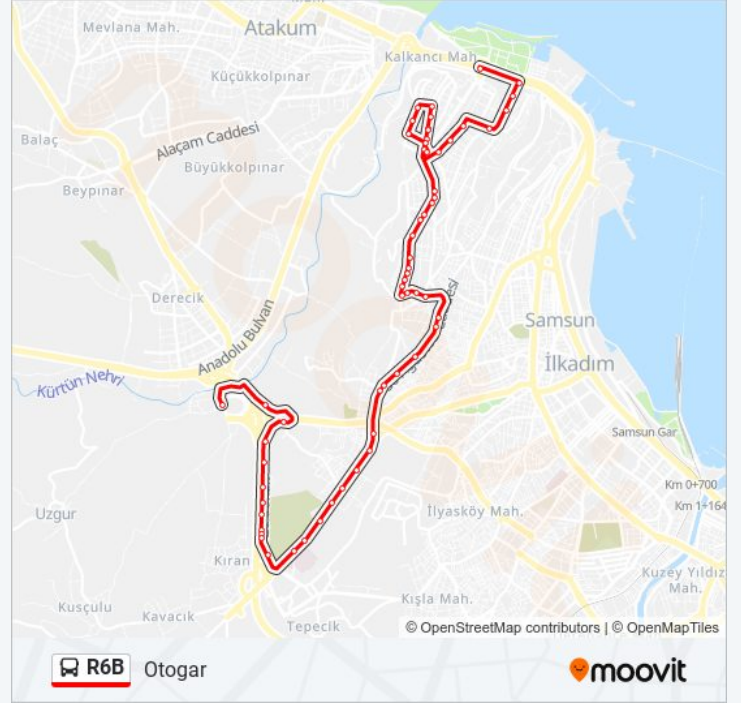 Mevlana Mah.
Atakum
Kalkancı Mah.
Küçükkolpınar
Balaç
Alaçam Caddesi
Büyükkolpınar
Beypınar
Derecik
Anadolu Bulvarı
Samsun
İlkadım
Kürtün Nehri
Samsun Gar
Km 0+700
Km 1+164
İlyasköy Mah.
Uzgur
Kıran
Kuzey Yıldız
Mah.
Kuşçulu
Kavacık
Kışla Mah.
Tepecik
© OpenStreetMap contributors | © OpenMapTiles
R6B Otogar
moovit